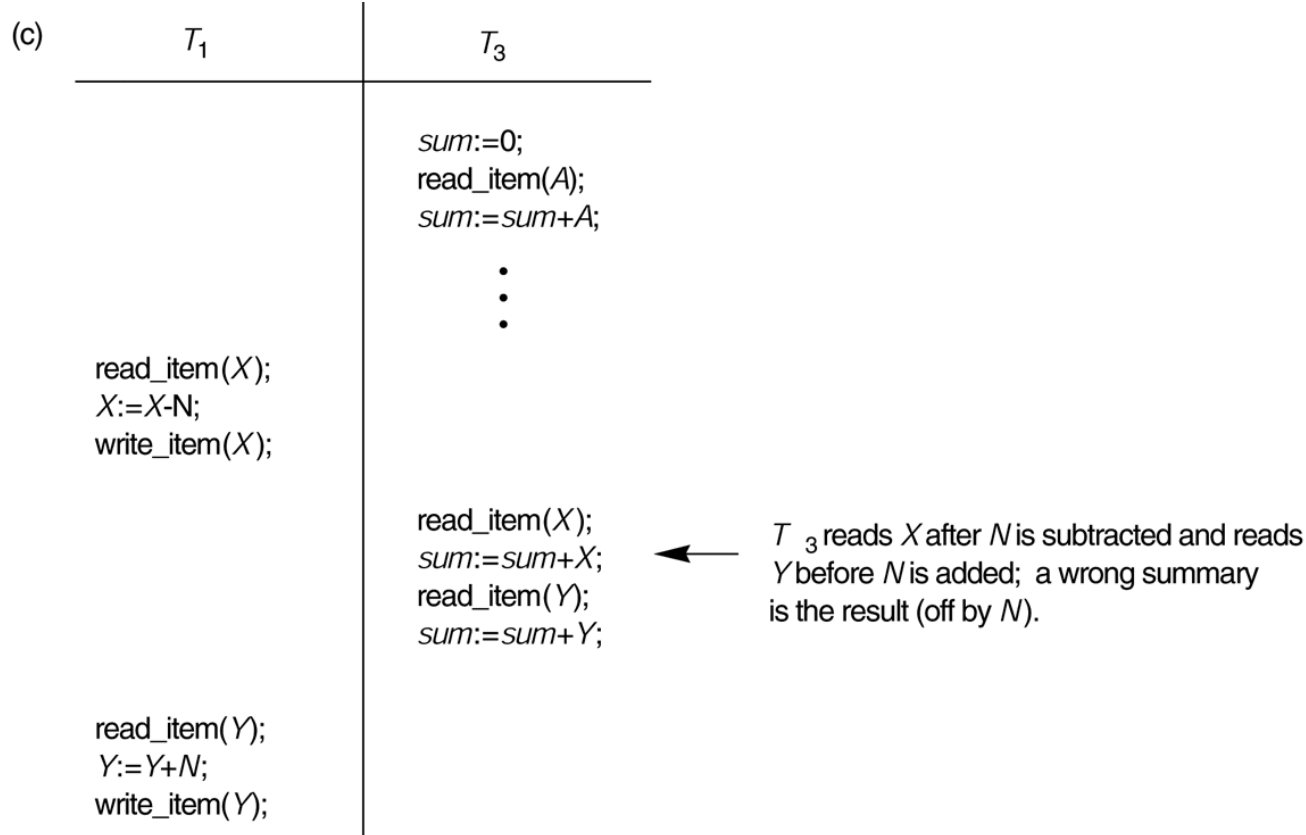 (c)
T1
T3
sum:=0;
read_item(A);
sum:=sum+A;
read_item(X);
X:=X-N;
write_item(X);
read_item(X);
sum:=sum+X;
read_item(Y);
sum:=sum+Y;
T 3 reads X after N is subtracted and reads
Y before N is added; a wrong summary
is the result (off by N).
read_item(Y);
Y:=Y+N;
write_item(Y);